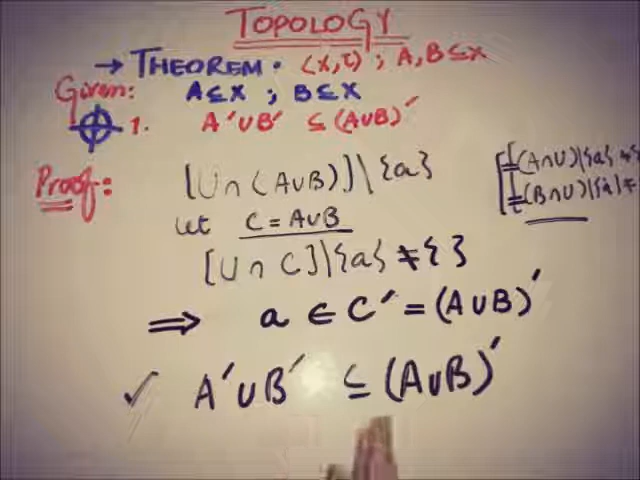 TOPOLOGY
→ THEOREM • (X,τ) ; A,B⊆X
Given: A⊆X ; B⊆X
1. A′∪B′ ⊆ (A∪B)′
Proof: [U∩(A∪B)]\{a}
[(A∩U)\{a} ≠
(B∩U)\{a} ≠
let C = A∪B
[U∩C]\{a} ≠ { }
⟹ a ∈ C′ = (A∪B)′
✓ A′∪B′ ⊆ (A∪B)′